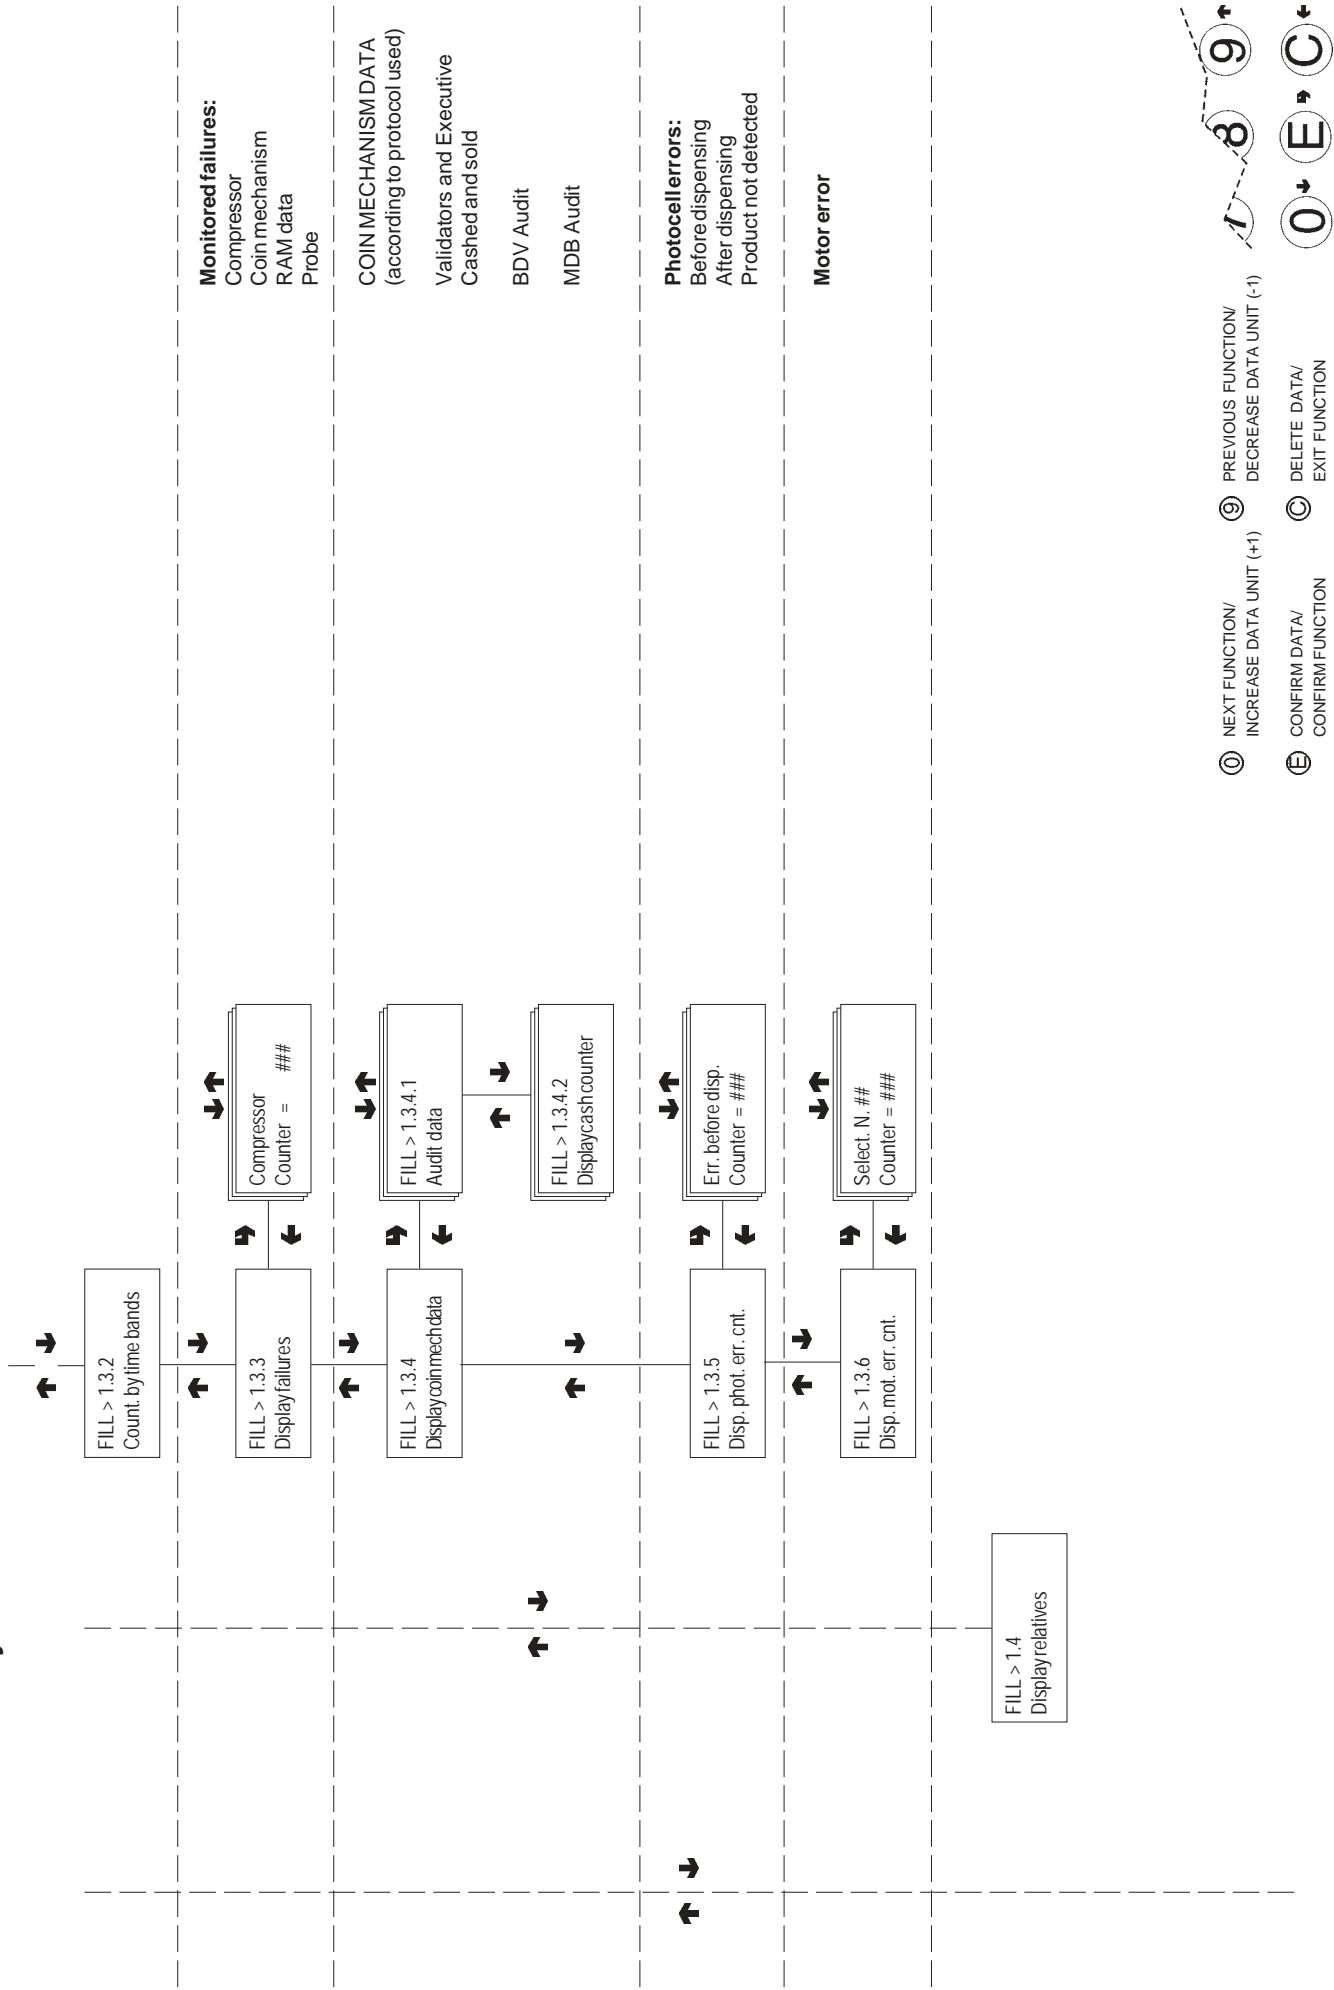 FILL > 1.3.2
Count. by time bands
FILL > 1.3.3
Display failures
Compressor
Counter = ###
Monitored failures:
Compressor
Coin mechanism
RAM data
Probe
FILL > 1.3.4
Display coin mech data
FILL > 1.3.4.1
Audit data
FILL > 1.3.4.2
Display cash counter
COIN MECHANISM DATA
(according to protocol used)
Validators and Executive
Cashed and sold
BDV Audit
MDB Audit
FILL > 1.3.5
Disp. phot. err. cnt.
Err. before disp.
Counter = ###
Photocell errors:
Before dispensing
After dispensing
Product not detected
FILL > 1.3.6
Disp. mot. err. cnt.
Select. N. ##
Counter = ###
Motor error
FILL > 1.4
Display relatives
0 NEXT FUNCTION/
INCREASE DATA UNIT (+1)
9 PREVIOUS FUNCTION/
DECREASE DATA UNIT (-1)
E CONFIRM DATA/
CONFIRM FUNCTION
C DELETE DATA/
EXIT FUNCTION
7 8 9
0 E C